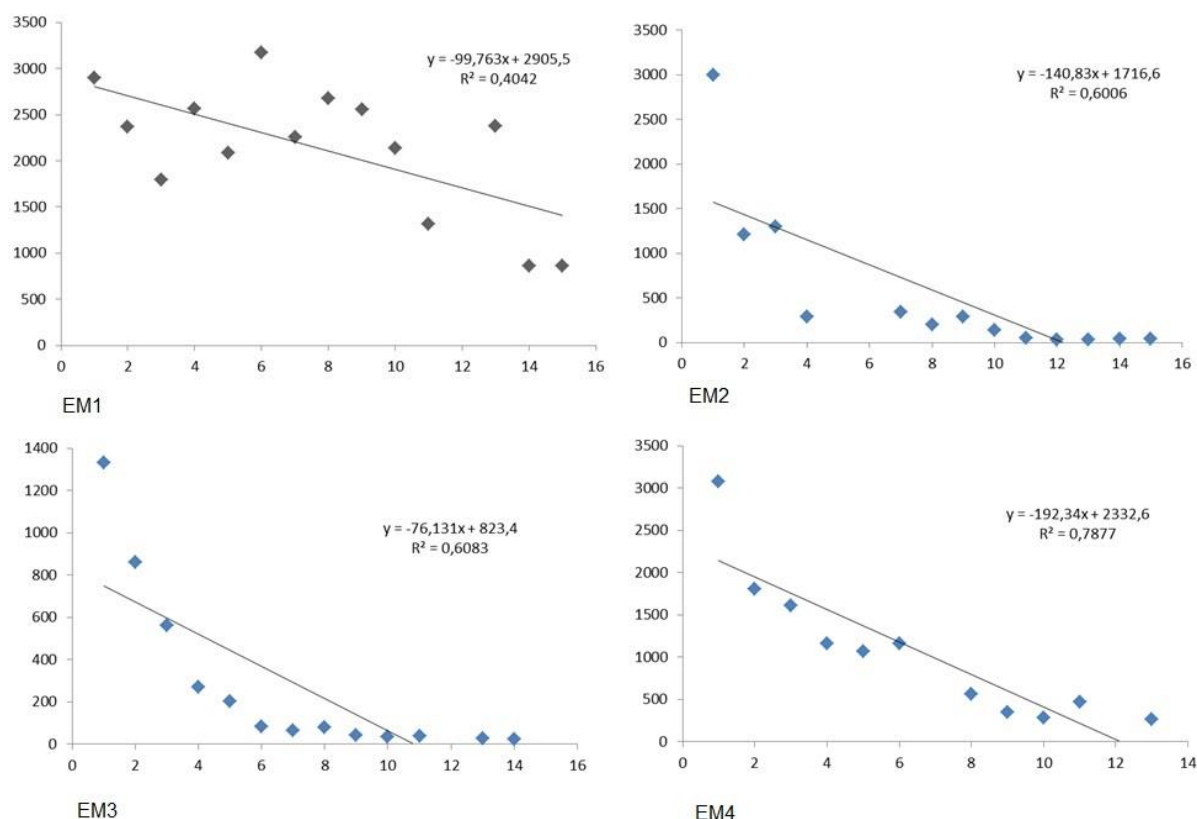 3500
3000
2500
2000
1500
1000
500
0
0 2 4 6 8 10 12 14 16
y = -99,763x + 2905,5
R² = 0,4042
EM1
3500
3000
2500
2000
1500
1000
500
0
0 2 4 6 8 10 12 14 16
y = -140,83x + 1716,6
R² = 0,6006
EM2
1400
1200
1000
800
600
400
200
0
0 2 4 6 8 10 12 14 16
y = -76,131x + 823,4
R² = 0,6083
EM3
3500
3000
2500
2000
1500
1000
500
0
0 2 4 6 8 10 12 14
y = -192,34x + 2332,6
R² = 0,7877
EM4